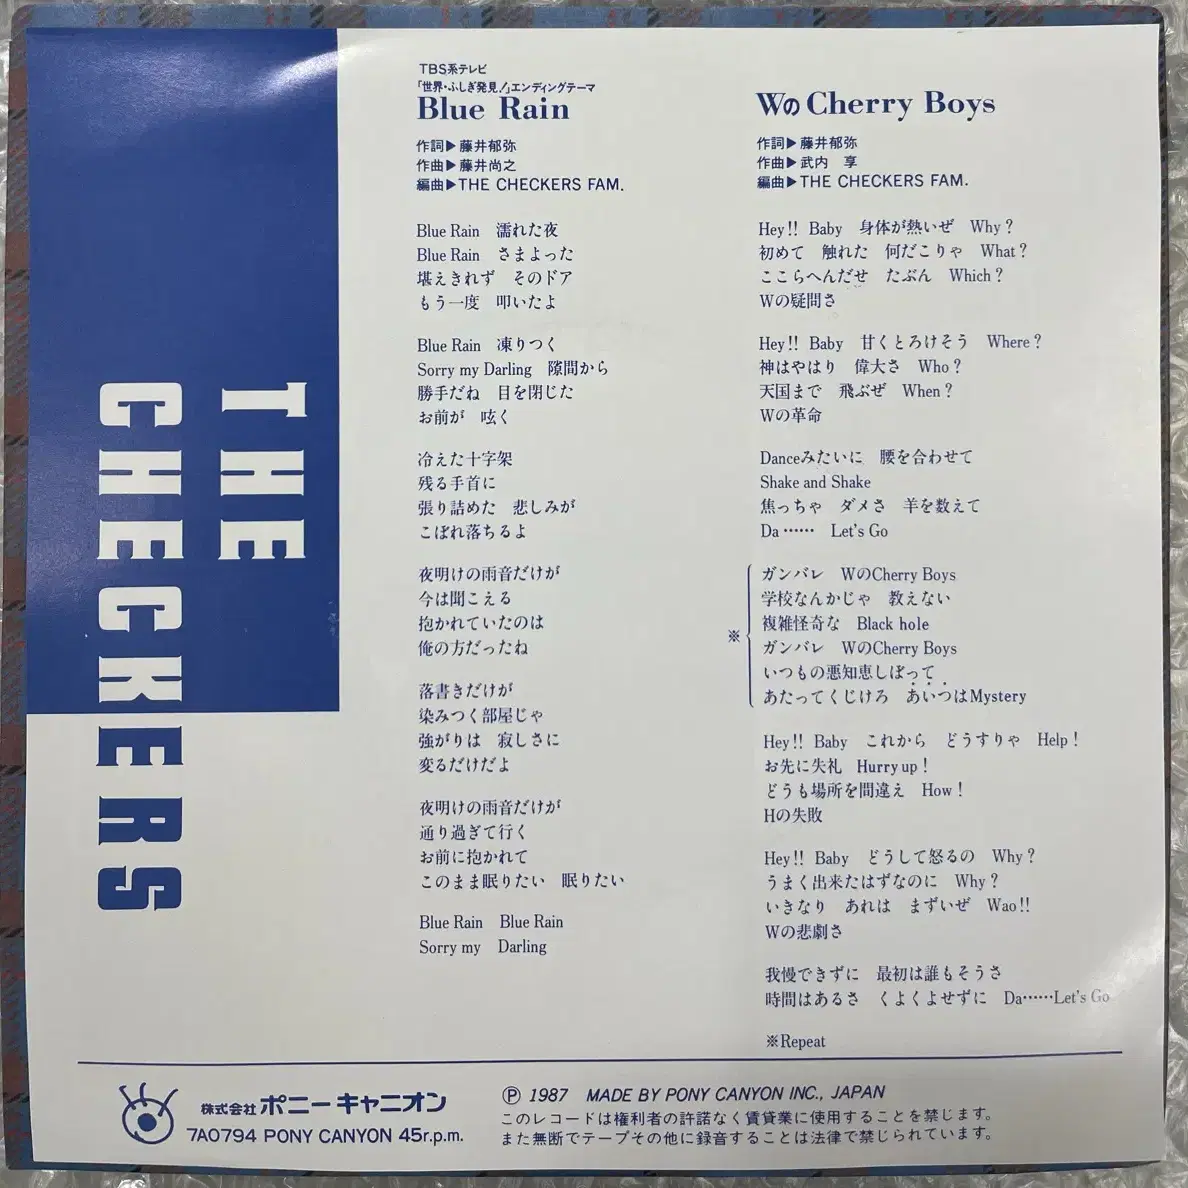 THE
CHECKERS
TBS系テレビ
「世界・ふしぎ発見!」エンディングテーマ
Blue Rain
作詞▶藤井郁弥
作曲▶藤井尚之
編曲▶THE CHECKERS FAM.
Blue Rain 濡れた夜
Blue Rain さまよった
堪えきれず そのドア
もう一度 叩いたよ
Blue Rain 凍りつく
Sorry my Darling 隙間から
勝手だね 目を閉じた
お前が 呟く
冷えた十字架
残る手首に
張り詰めた 悲しみが
こぼれ落ちるよ
夜明けの雨音だけが
今は聞こえる
抱かれていたのは
俺の方だったね
落書きだけが
染みつく部屋じゃ
強がりは 寂しさに
変るだけだよ
夜明けの雨音だけが
通り過ぎて行く
お前に抱かれて
このまま眠りたい 眠りたい
Blue Rain Blue Rain
Sorry my Darling
Wの Cherry Boys
作詞▶藤井郁弥
作曲▶武内 享
編曲▶THE CHECKERS FAM.
Hey!! Baby 身体が熱いぜ Why?
初めて 触れた 何だこりゃ What?
ここらへんだせ たぶん Which?
Wの疑問さ
Hey!! Baby 甘くとろけそう Where?
神はやはり 偉大さ Who?
天国まで 飛ぶぜ When?
Wの革命
Danceみたいに 腰を合わせて
Shake and Shake
焦っちゃ ダメさ 羊を数えて
Da…… Let's Go
※
ガンバレ WのCherry Boys
学校なんかじゃ 教えない
複雑怪奇な Black hole
ガンバレ WのCherry Boys
いつもの悪知恵しぼって
あたってくじけろ あいつはMystery
Hey!! Baby これから どうすりゃ Help!
お先に失礼 Hurry up!
どうも場所を間違え How!
Hの失敗
Hey!! Baby どうして怒るの Why?
うまく出来たはずなのに Why?
いきなり あれは まずいぜ Wao!!
Wの悲劇さ
我慢できずに 最初は誰もそうさ
時間はあるさ くよくよせずに Da……Let's Go
※Repeat
株式会社ポニーキャニオン
7A0794 PONY CANYON 45r.p.m.
Ⓟ 1987 MADE BY PONY CANYON INC., JAPAN
このレコードは権利者の許諾なく賃貸業に使用することを禁じます。
また無断でテープその他に録音することは法律で禁じられています。